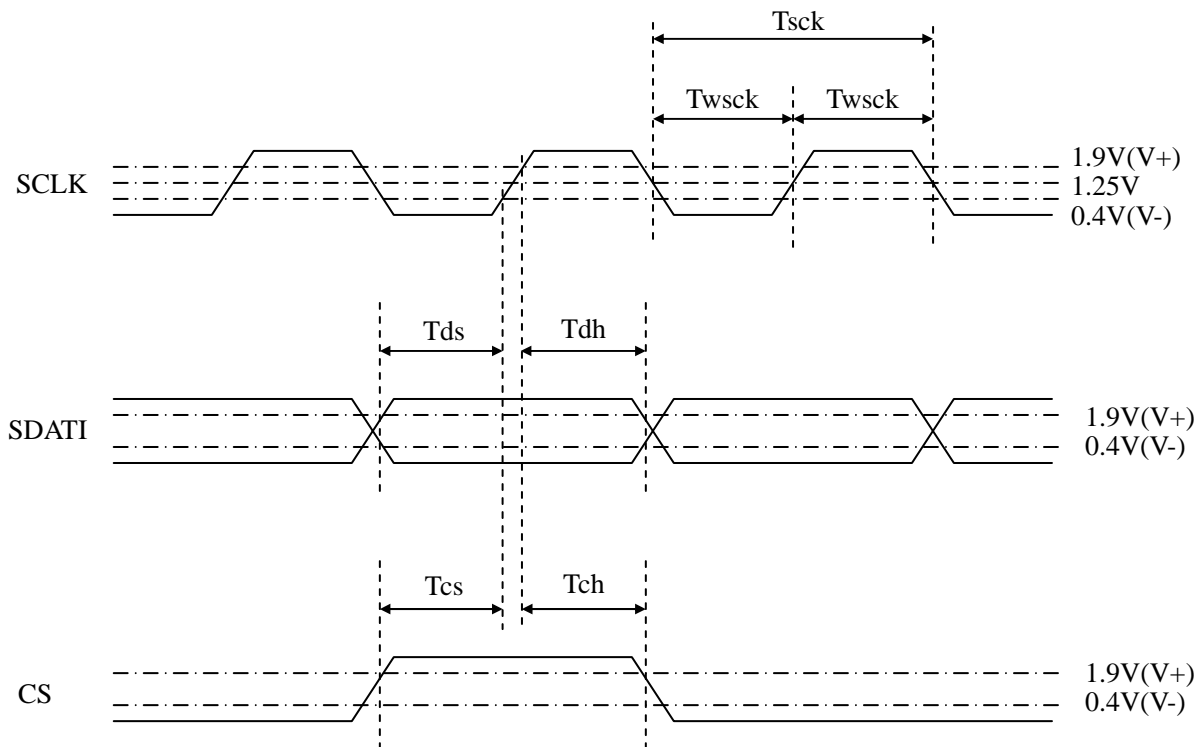 Tsck
Twsck Twsck
SCLK
1.9V(V+)
1.25V
0.4V(V-)
Tds Tdh
SDATI
1.9V(V+)
0.4V(V-)
Tcs Tch
CS
1.9V(V+)
0.4V(V-)